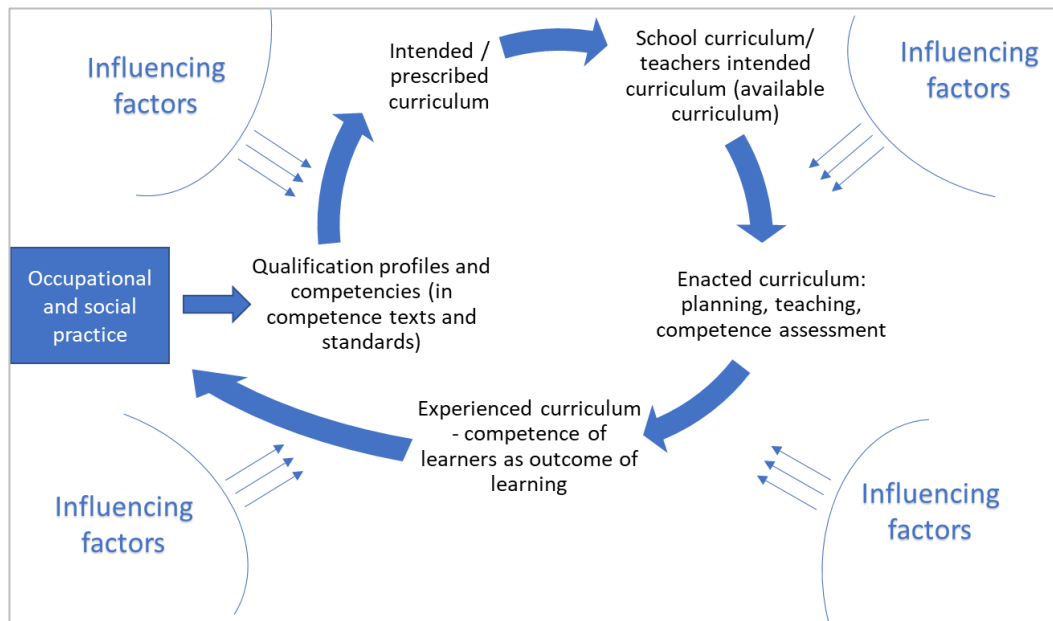 Influencing
factors
Intended /
prescribed
curriculum
School curriculum/
teachers intended
curriculum (available
curriculum)
Influencing
factors
Occupational
and social
practice
Qualification profiles and
competencies (in
competence texts and
standards)
Enacted curriculum:
planning, teaching,
competence assessment
Experienced curriculum
- competence of
learners as outcome of
learning
Influencing
factors
Influencing
factors